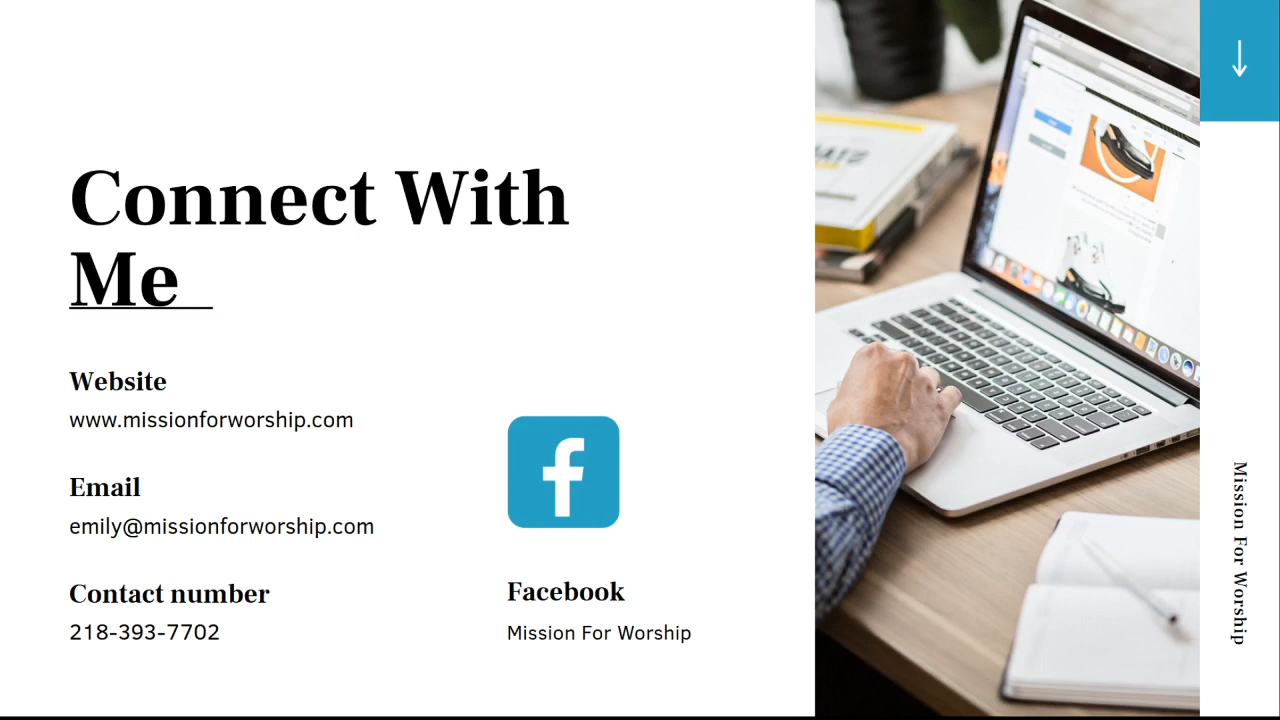 Connect With
Me
Website
www.missionforworship.com
Email
emily@missionforworship.com
Contact number
218-393-7702
Facebook
Mission For Worship
Mission For Worship